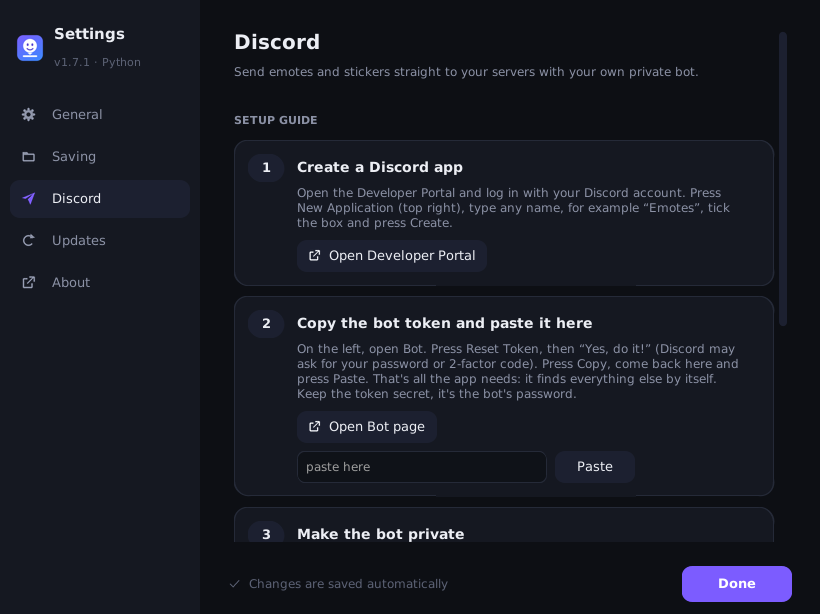 Settings
v1.7.1 · Python
General
Saving
Discord
Updates
About
Discord
Send emotes and stickers straight to your servers with your own private bot.
SETUP GUIDE
1
Create a Discord app
Open the Developer Portal and log in with your Discord account. Press
New Application (top right), type any name, for example “Emotes”, tick
the box and press Create.
Open Developer Portal
2
Copy the bot token and paste it here
On the left, open Bot. Press Reset Token, then “Yes, do it!” (Discord may
ask for your password or 2-factor code). Press Copy, come back here and
press Paste. That's all the app needs: it finds everything else by itself.
Keep the token secret, it's the bot's password.
Open Bot page
paste here
Paste
3
Make the bot private
Changes are saved automatically
Done